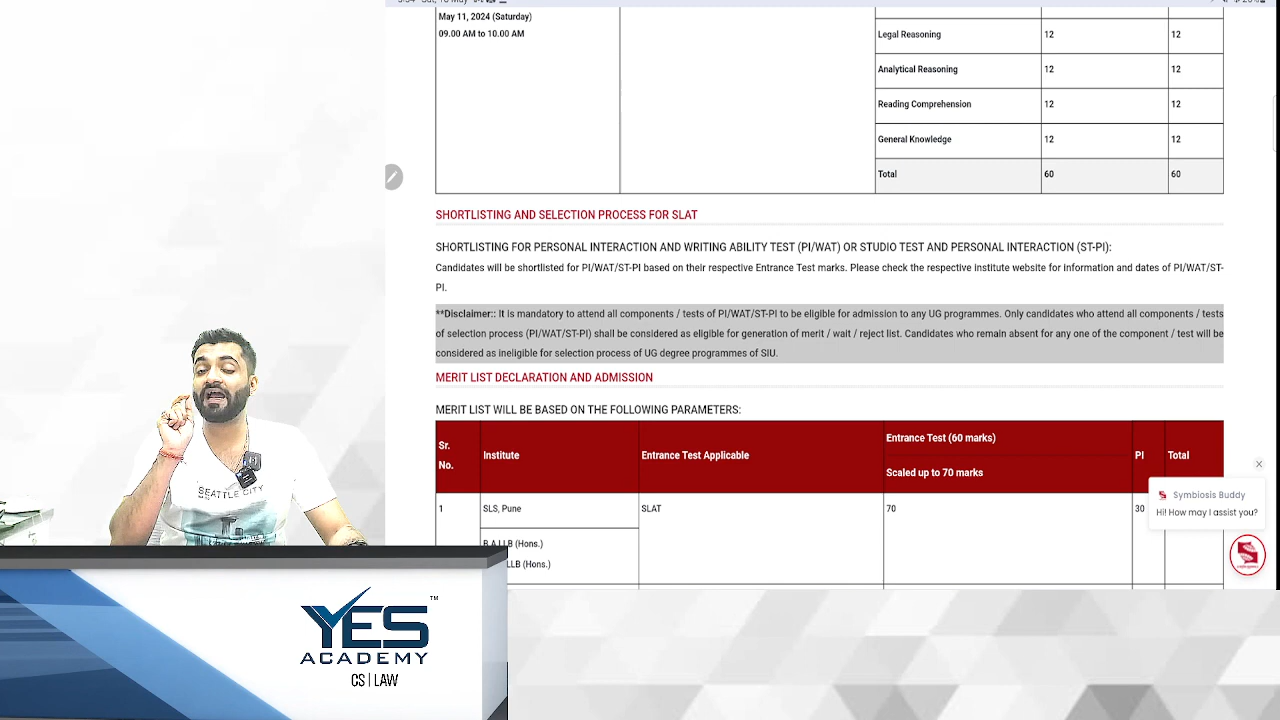 May 11, 2024 (Saturday)
09.00 AM to 10.00 AM
Legal Reasoning 12 12
Analytical Reasoning 12 12
Reading Comprehension 12 12
General Knowledge 12 12
Total 60 60
SHORTLISTING AND SELECTION PROCESS FOR SLAT
SHORTLISTING FOR PERSONAL INTERACTION AND WRITING ABILITY TEST (PI/WAT) OR STUDIO TEST AND PERSONAL INTERACTION (ST-PI):
Candidates will be shortlisted for PI/WAT/ST-PI based on their respective Entrance Test marks. Please check the respective institute website for information and dates of PI/WAT/ST-
PI.
**Disclaimer:: It is mandatory to attend all components / tests of PI/WAT/ST-PI to be eligible for admission to any UG programmes. Only candidates who attend all components / tests
of selection process (PI/WAT/ST-PI) shall be considered as eligible for generation of merit / wait / reject list. Candidates who remain absent for any one of the component / test will be
considered as ineligible for selection process of UG degree programmes of SIU.
MERIT LIST DECLARATION AND ADMISSION
MERIT LIST WILL BE BASED ON THE FOLLOWING PARAMETERS:
Sr. No.
Institute
Entrance Test Applicable
Entrance Test (60 marks)
Scaled up to 70 marks
PI
Total
1 SLS, Pune SLAT 70 30
B.A.LLB (Hons.)
LLB (Hons.)
Symbiosis Buddy
Hi! How may I assist you?
SEATTLE CITY
YES™
ACADEMY
CS | LAW